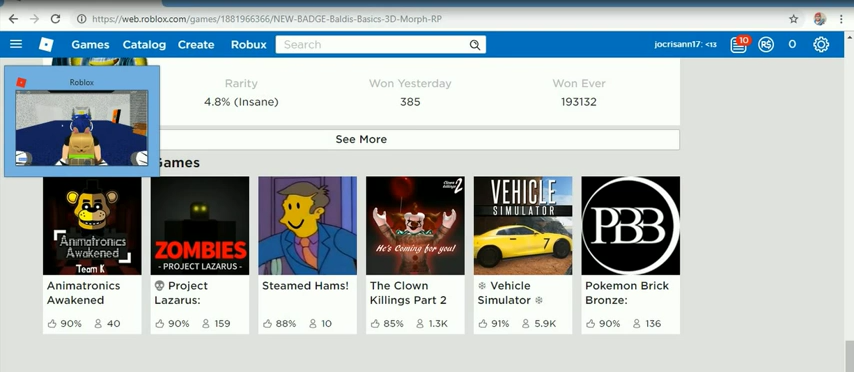 https://web.roblox.com/games/1881966366/NEW-BADGE-Baldis-Basics-3D-Morph-RP
Games Catalog Create Robux Search jocrisann17: <13 10 R$ 0
Roblox
Rarity Won Yesterday Won Ever
4.8% (Insane) 385 193132
See More
Games
Animatronics Awakened
Team K
ZOMBIES
- PROJECT LAZARUS -
Clown Killings 2
He's Coming for you!
VEHICLE
SIMULATOR
7
PBB
Animatronics
Awakened
90% 40
Project
Lazarus:
90% 159
Steamed Hams!
88% 10
The Clown
Killings Part 2
85% 1.3K
Vehicle
Simulator
91% 5.9K
Pokemon Brick
Bronze:
90% 136